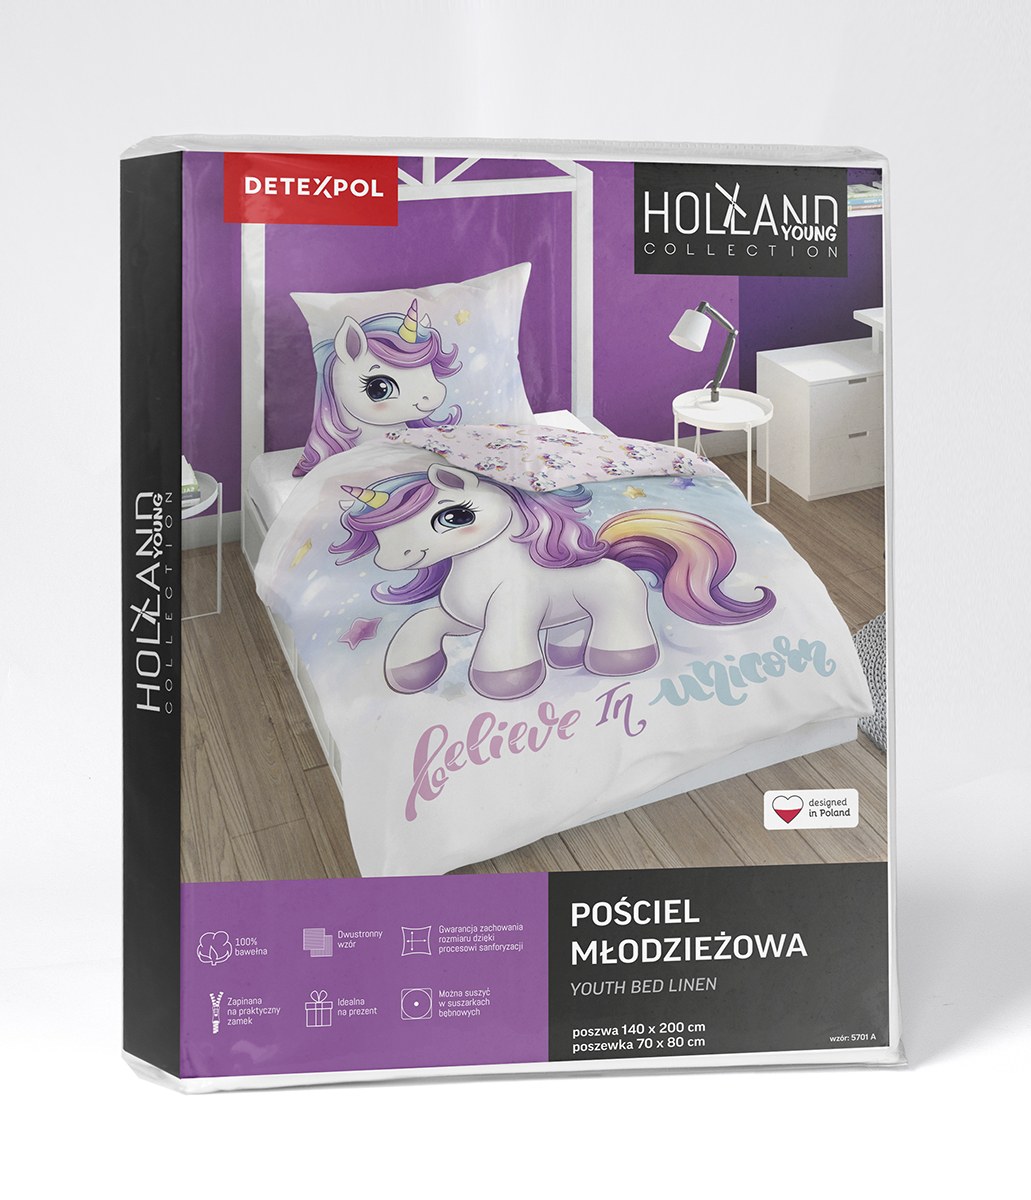 DETEXPOL
HOLLAND
YOUNG
COLLECTION
HOLLAND
YOUNG
COLLECTION
believe In unicorn
designed
in Poland
100%
bawełna
Dwustronny
wzór
Gwarancja zachowania
rozmiaru dzięki
procesowi sanforyzacji
Zapinana
na praktyczny
zamek
Idealna
na prezent
Można suszyć
w suszarkach
bębnowych
POŚCIEL
MŁODZIEŻOWA
YOUTH BED LINEN
poszwa 140 x 200 cm
poszewka 70 x 80 cm
wzór: 5701 A